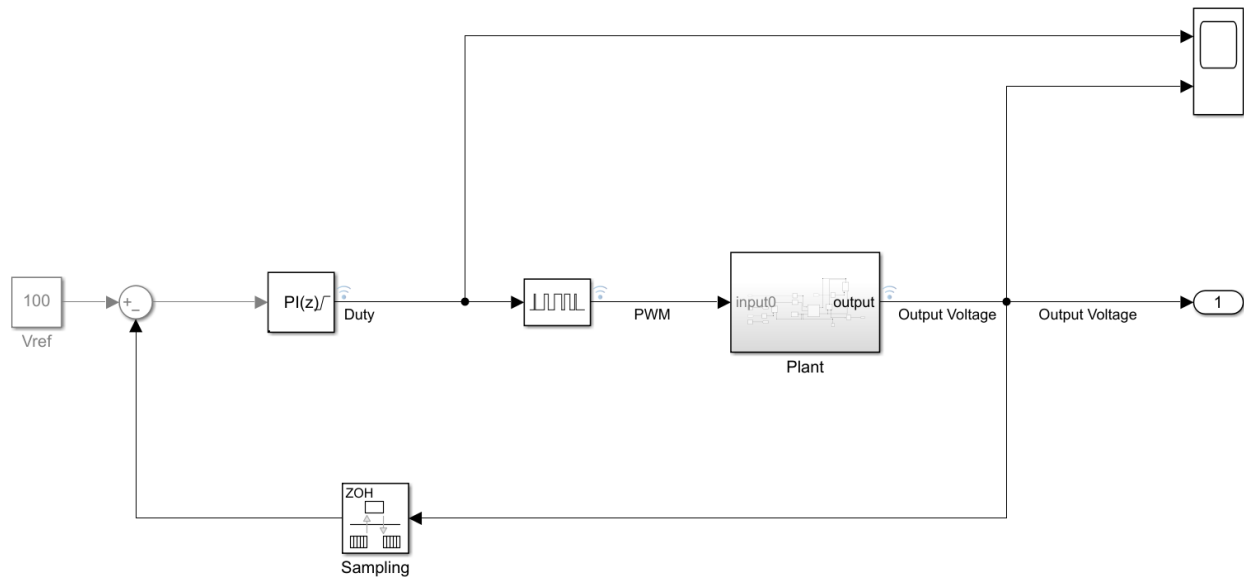 100
Vref
+
−
PI(z)
Duty
PWM
input0
output
Plant
Output Voltage
Output Voltage
1
ZOH
Sampling